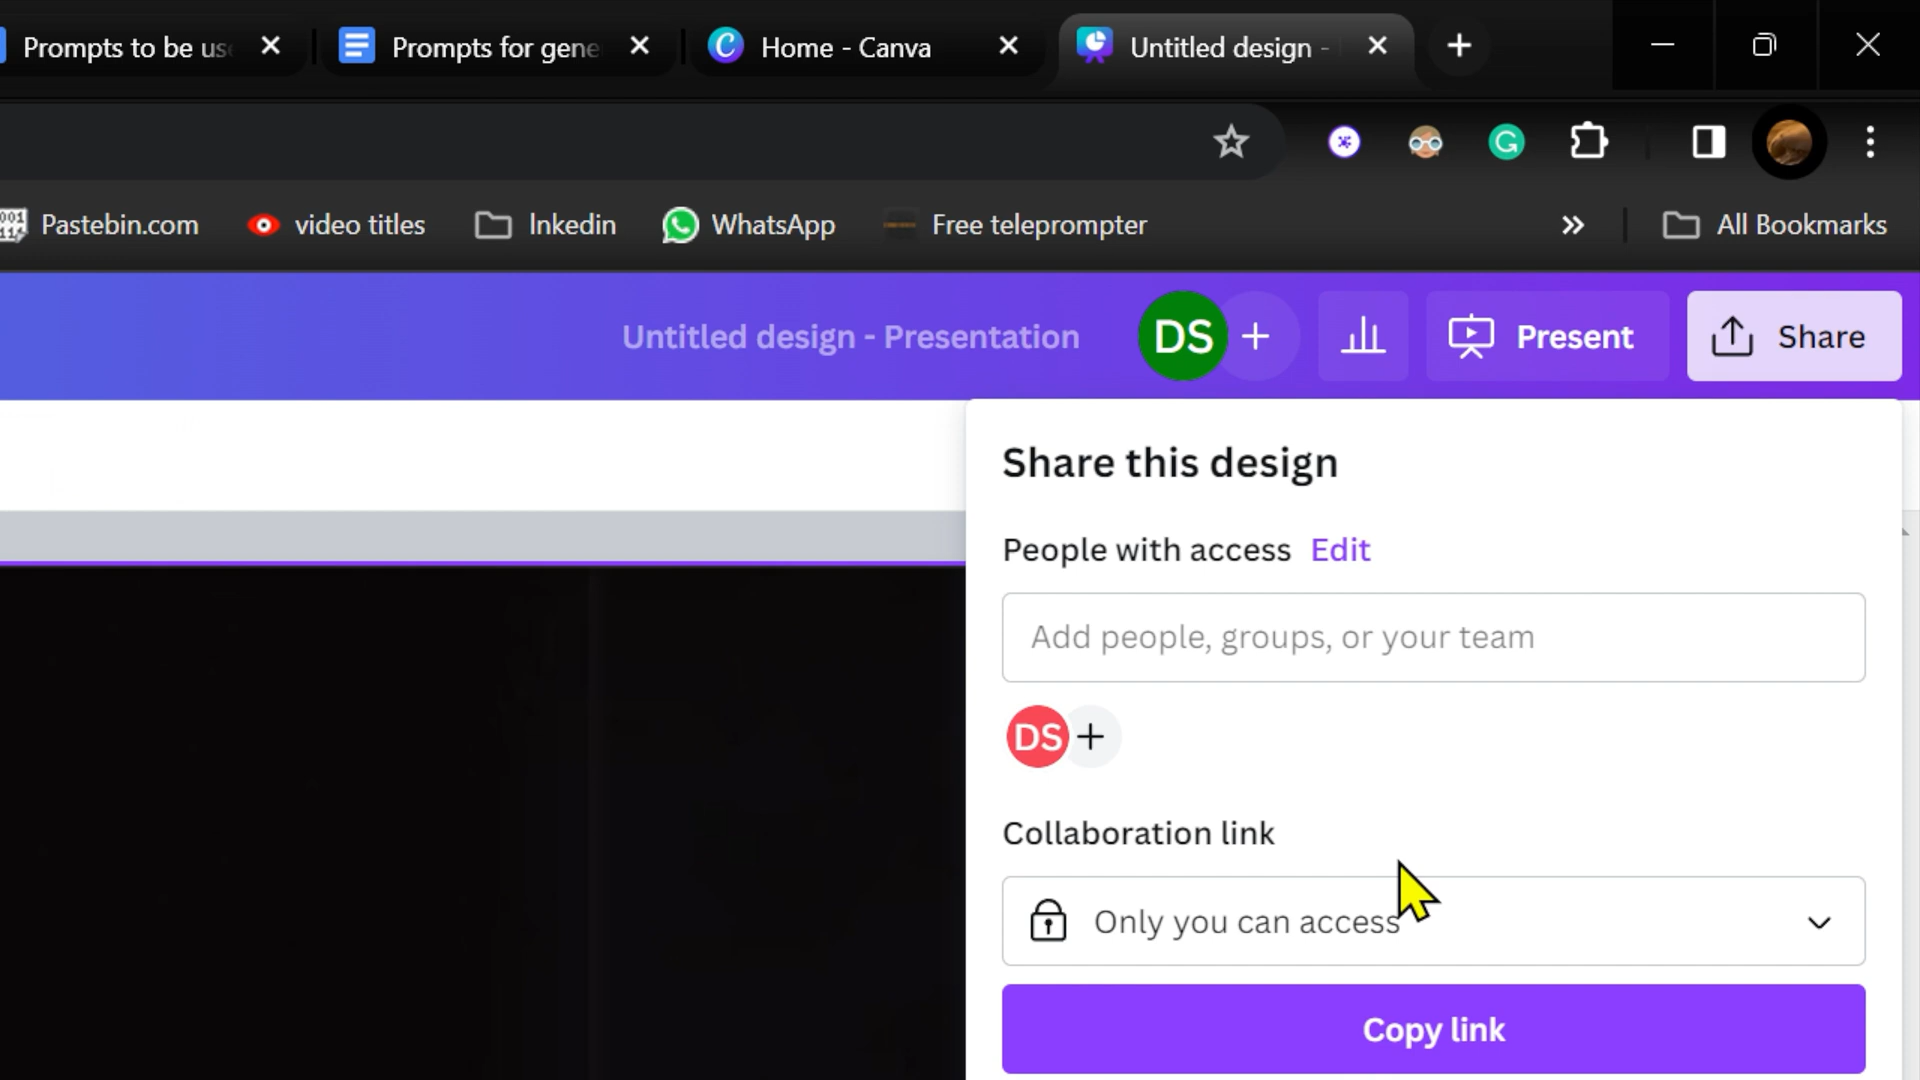 Prompts to be us
Prompts for gene
Home - Canva
Untitled design -
Pastebin.com
video titles
lnkedin
WhatsApp
Free teleprompter
All Bookmarks
Untitled design - Presentation
DS
Present
Share
Share this design
People with access Edit
Add people, groups, or your team
DS
Collaboration link
Only you can access
Copy link